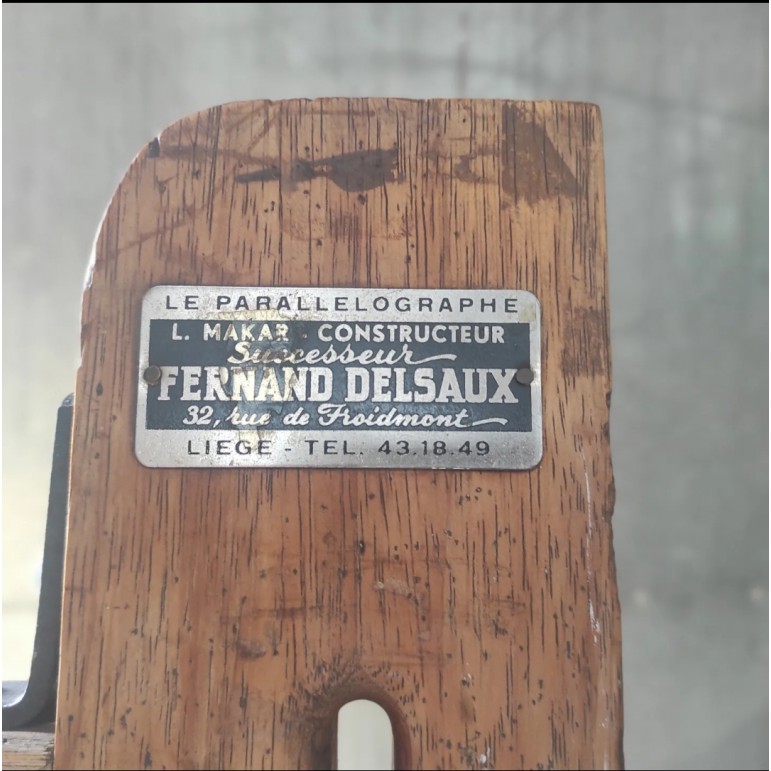 LE PARALLELOGRAPHE
L. MAKAR - CONSTRUCTEUR
Successeur
FERNAND DELSAUX
32, rue de Froidmont
LIEGE - TEL. 43.18.49